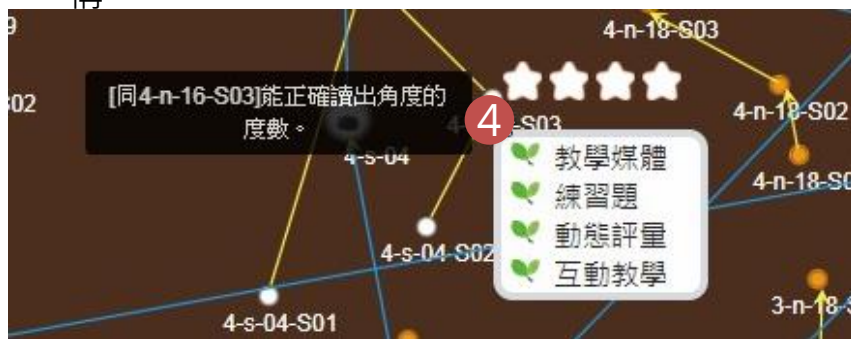 4-n-18-S03
[同4-n-16-S03]能正確讀出角度的
度數。
4
-S03
4-n-18-S02
4-s-04
教學媒體
練習題
動態評量
互動教學
4-n-18-S0
4-s-04-S02
4-s-04-S01
3-n-18-S